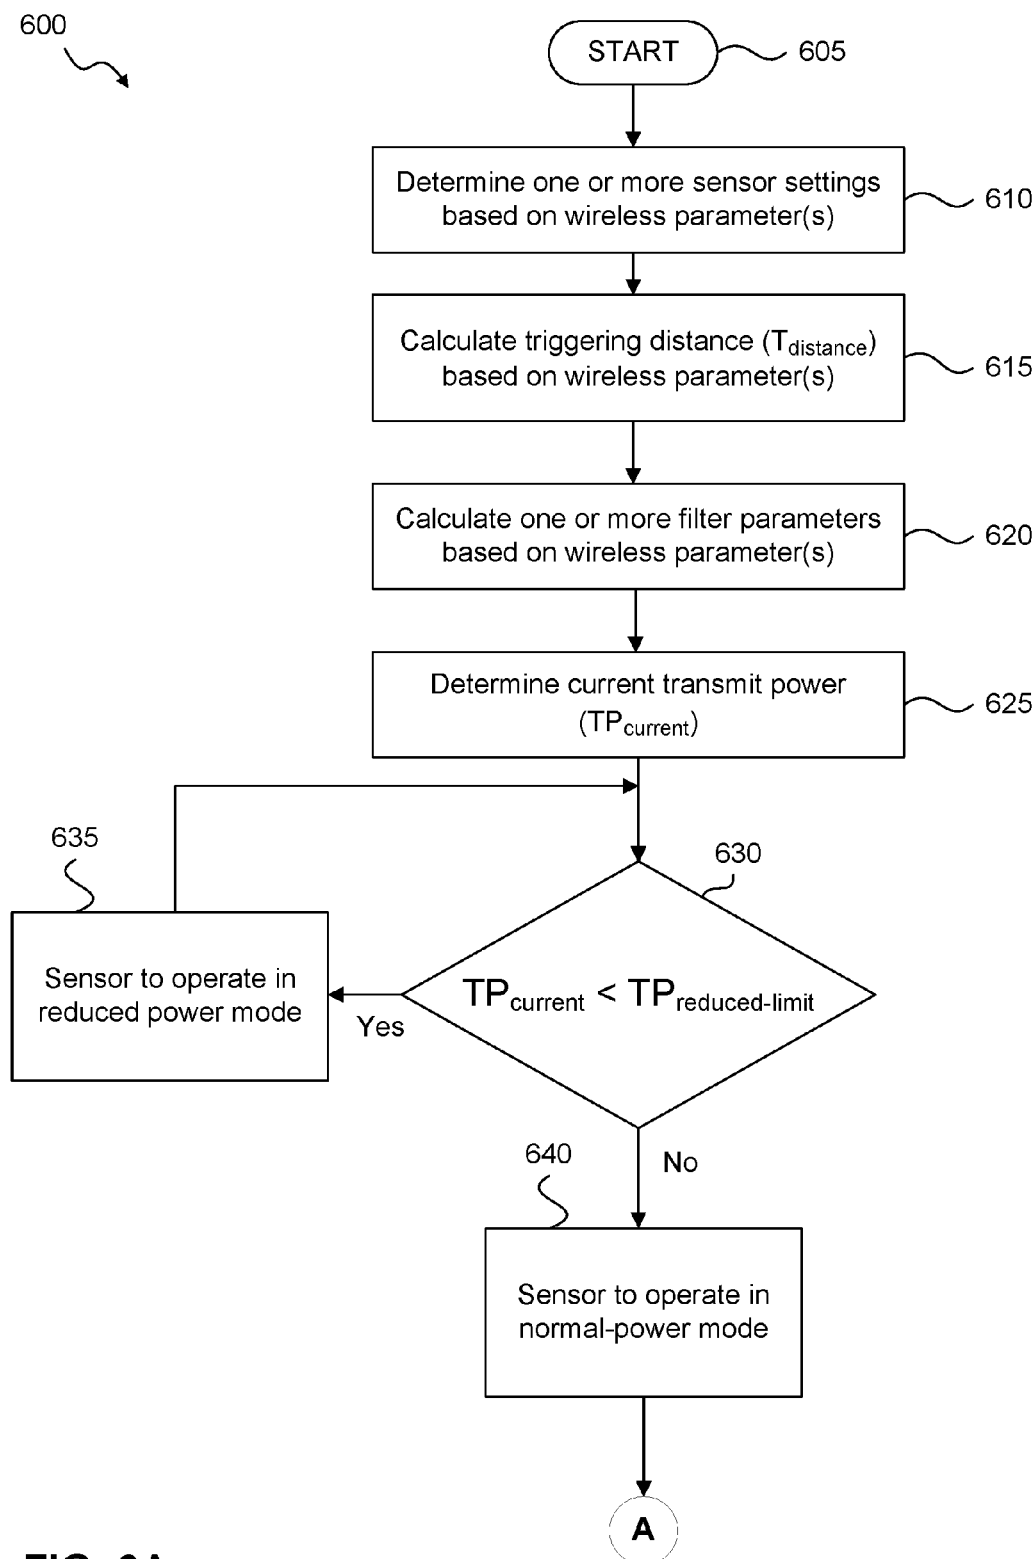 600
START
605
Determine one or more sensor settings
based on wireless parameter(s)
610
Calculate triggering distance (Tdistance)
based on wireless parameter(s)
615
Calculate one or more filter parameters
based on wireless parameter(s)
620
Determine current transmit power
(TPcurrent)
625
635
630
Sensor to operate in
reduced power mode
Yes
TPcurrent < TPreduced-limit
640
No
Sensor to operate in
normal-power mode
A
FIG. 6A